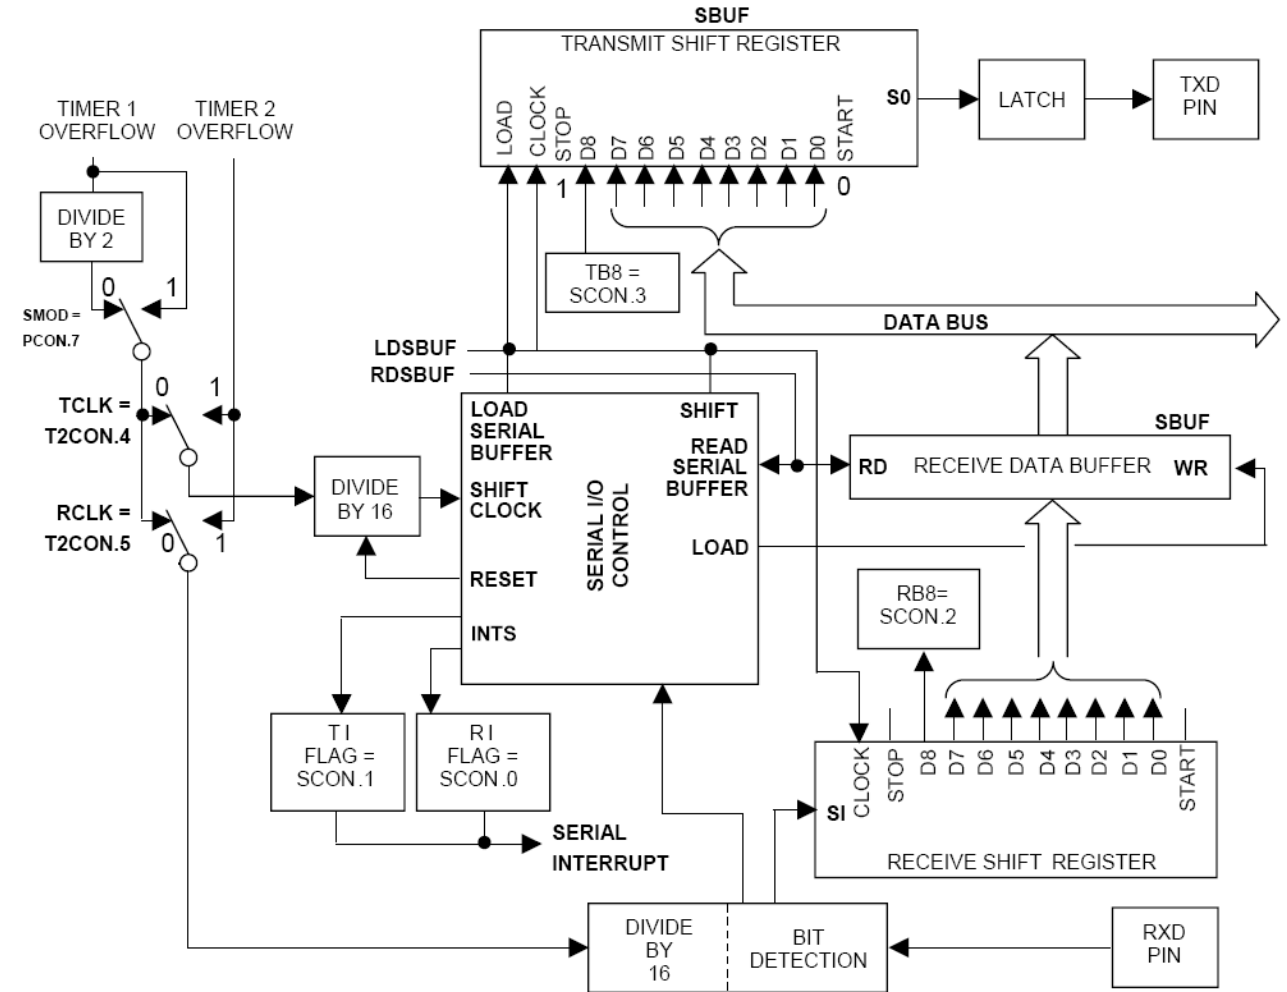 SBUF
TRANSMIT SHIFT REGISTER
LOAD
CLOCK
STOP
D8
D7
D6
D5
D4
D3
D2
D1
D0
START
S0
1
0
LATCH
TXD
PIN
TIMER 1
OVERFLOW
TIMER 2
OVERFLOW
DIVIDE
BY 2
0
1
SMOD =
PCON.7
TB8 =
SCON.3
DATA BUS
LDSBUF
RDSBUF
0
1
TCLK =
T2CON.4
RCLK =
T2CON.5
0
1
DIVIDE
BY 16
LOAD
SERIAL
BUFFER
SHIFT
READ
SERIAL
BUFFER
SHIFT
CLOCK
SERIAL I/O
CONTROL
LOAD
RESET
INTS
SBUF
RD
RECEIVE DATA BUFFER
WR
RB8=
SCON.2
T I
FLAG =
SCON.1
R I
FLAG =
SCON.0
SERIAL
INTERRUPT
CLOCK
STOP
D8
D7
D6
D5
D4
D3
D2
D1
D0
START
SI
RECEIVE SHIFT REGISTER
DIVIDE
BY
16
BIT
DETECTION
RXD
PIN